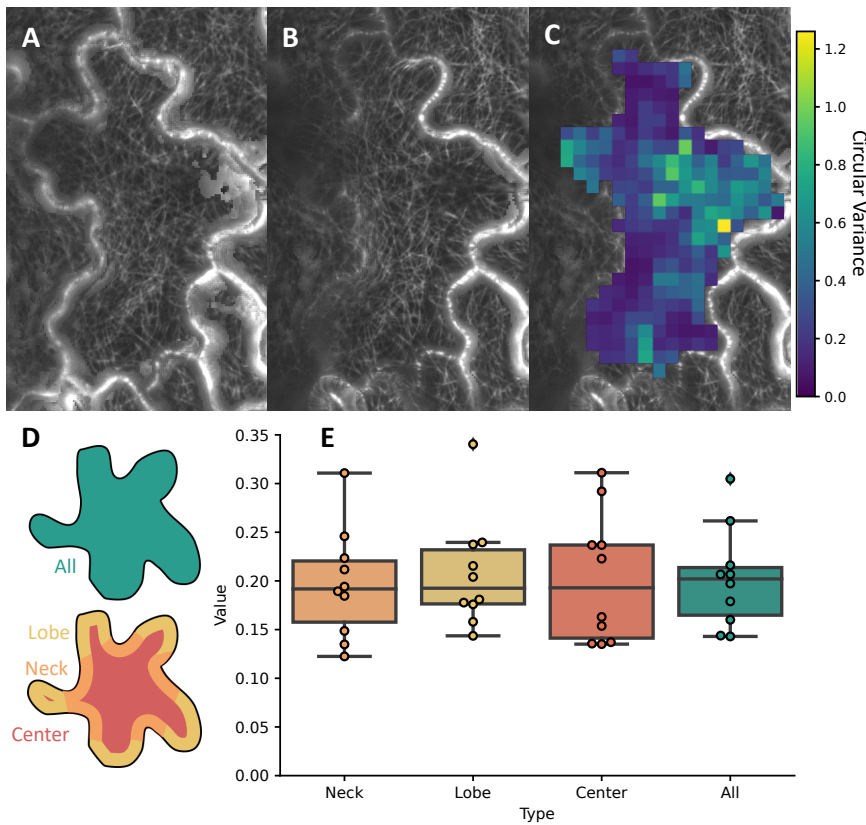 A
B
C
1.2
1.0
0.8
0.6
0.4
0.2
0.0
Circular Variance
D
All
Lobe
Neck
Center
E
0.35
0.30
0.25
0.20
0.15
0.10
0.05
0.00
Value
Neck
Lobe
Center
All
Type